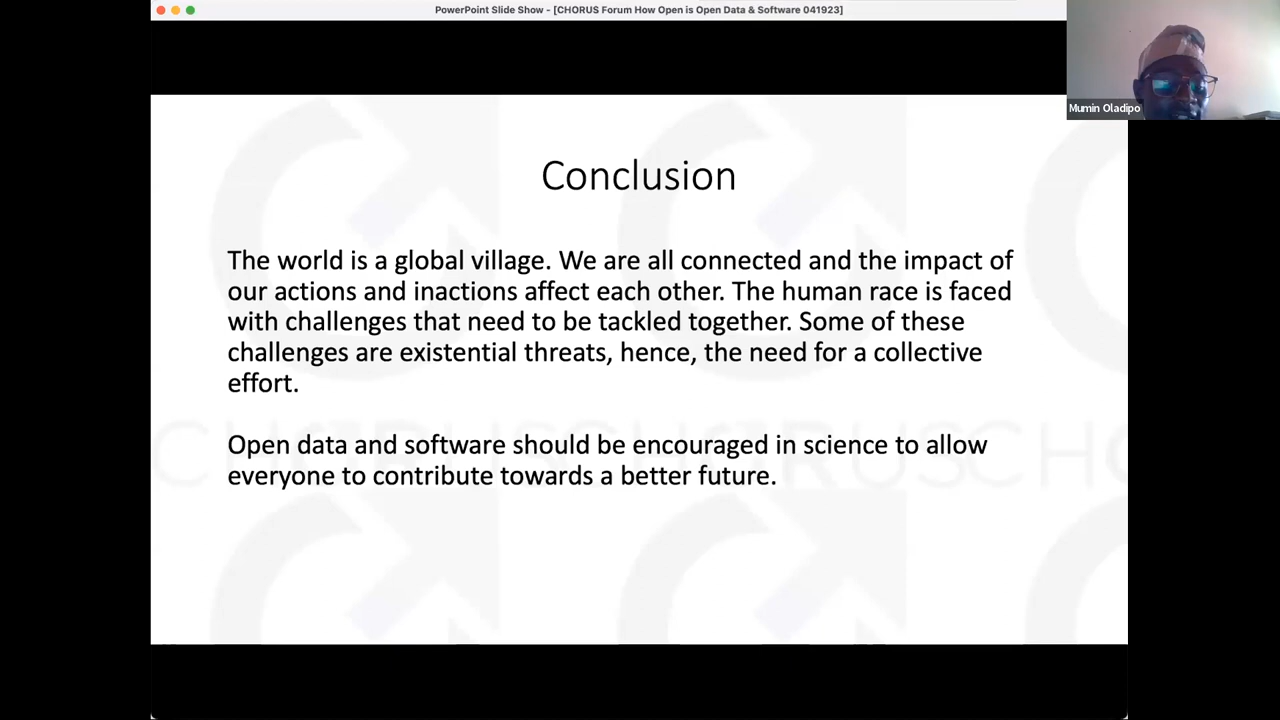 PowerPoint Slide Show - [CHORUS Forum How Open is Open Data & Software 041923]
Mumin Oladipo
Conclusion
The world is a global village. We are all connected and the impact of
our actions and inactions affect each other. The human race is faced
with challenges that need to be tackled together. Some of these
challenges are existential threats, hence, the need for a collective
effort.
Open data and software should be encouraged in science to allow
everyone to contribute towards a better future.